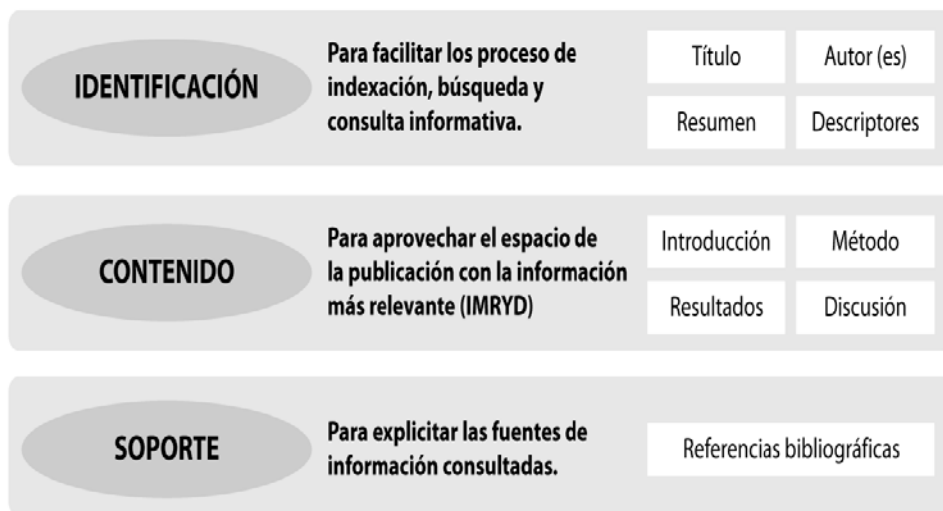 IDENTIFICACIÓN
Para facilitar los proceso de
indexación, búsqueda y
consulta informativa.
Título
Autor (es)
Resumen
Descriptores
CONTENIDO
Para aprovechar el espacio de
la publicación con la información
más relevante (IMRYD)
Introducción
Método
Resultados
Discusión
SOPORTE
Para explicitar las fuentes de
información consultadas.
Referencias bibliográficas